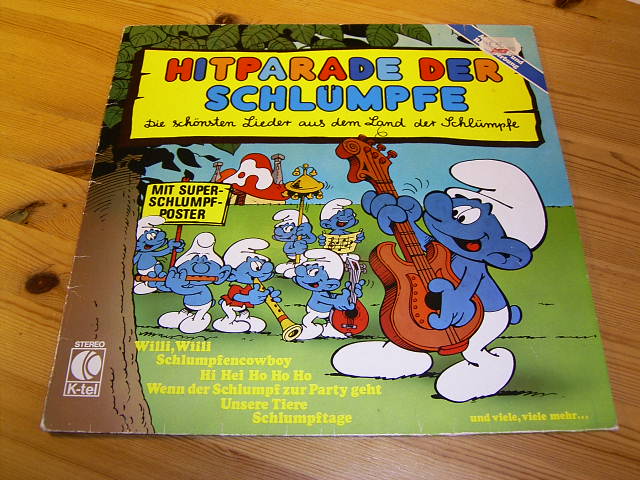 HITPARADE DER
SCHLÜMPFE
Die schönsten Lieder aus dem Land der Schlümpfe
MIT SUPER-
SCHLUMPF-
POSTER
Willi, Willi
Schlumpfencowboy
Hi Hei Ho Ho Ho
Wenn der Schlumpf zur Party geht
Unsere Tiere
Schlumpftage
und viele, viele mehr...
STEREO
K-tel